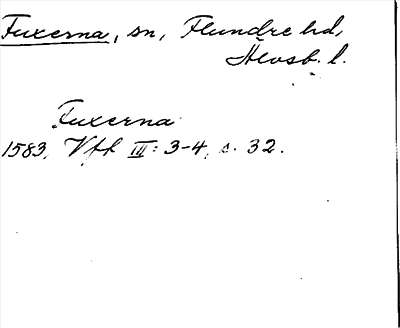 Fuxerna, sn, Flundre hd,
Älvsb. l.
Fuxerna
1583, Vff III: 3-4, s. 32.